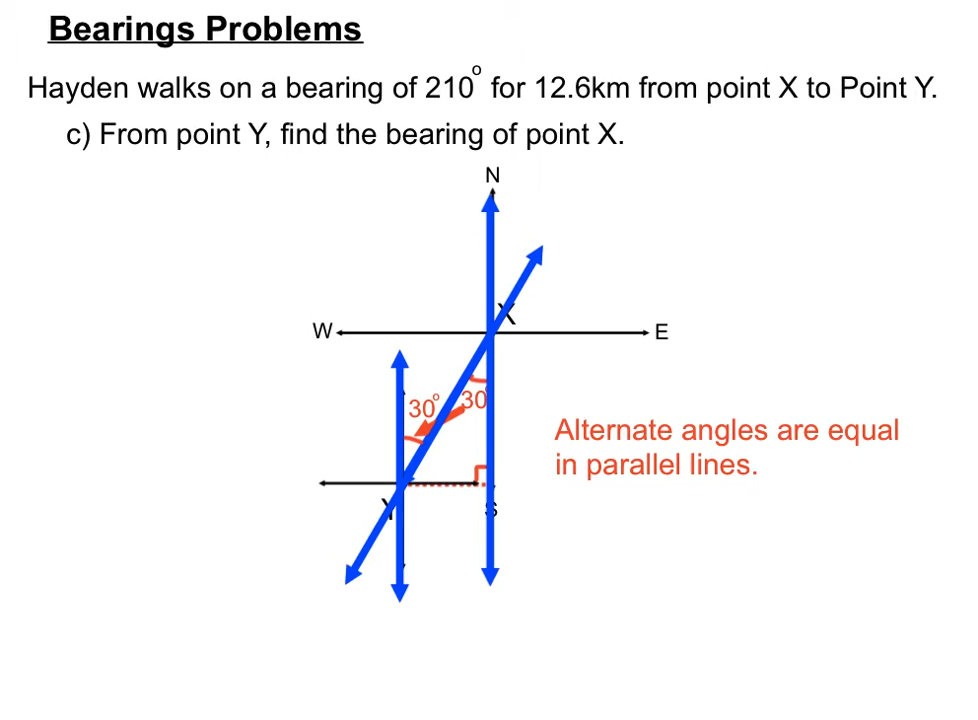 Bearings Problems
Hayden walks on a bearing of 210° for 12.6km from point X to Point Y.
c) From point Y, find the bearing of point X.
N
X
W
E
30°
30°
Alternate angles are equal
in parallel lines.
Y
S